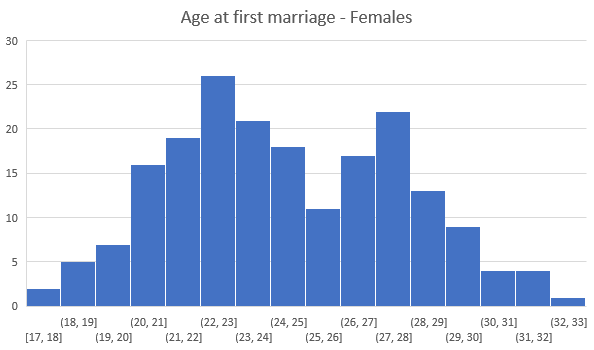 Age at first marriage - Females
30
25
20
15
10
5
0
(18, 19] (20, 21] (22, 23] (24, 25] (26, 27] (28, 29] (30, 31] (32, 33]
[17, 18] (19, 20] (21, 22] (23, 24] (25, 26] (27, 28] (29, 30] (31, 32]